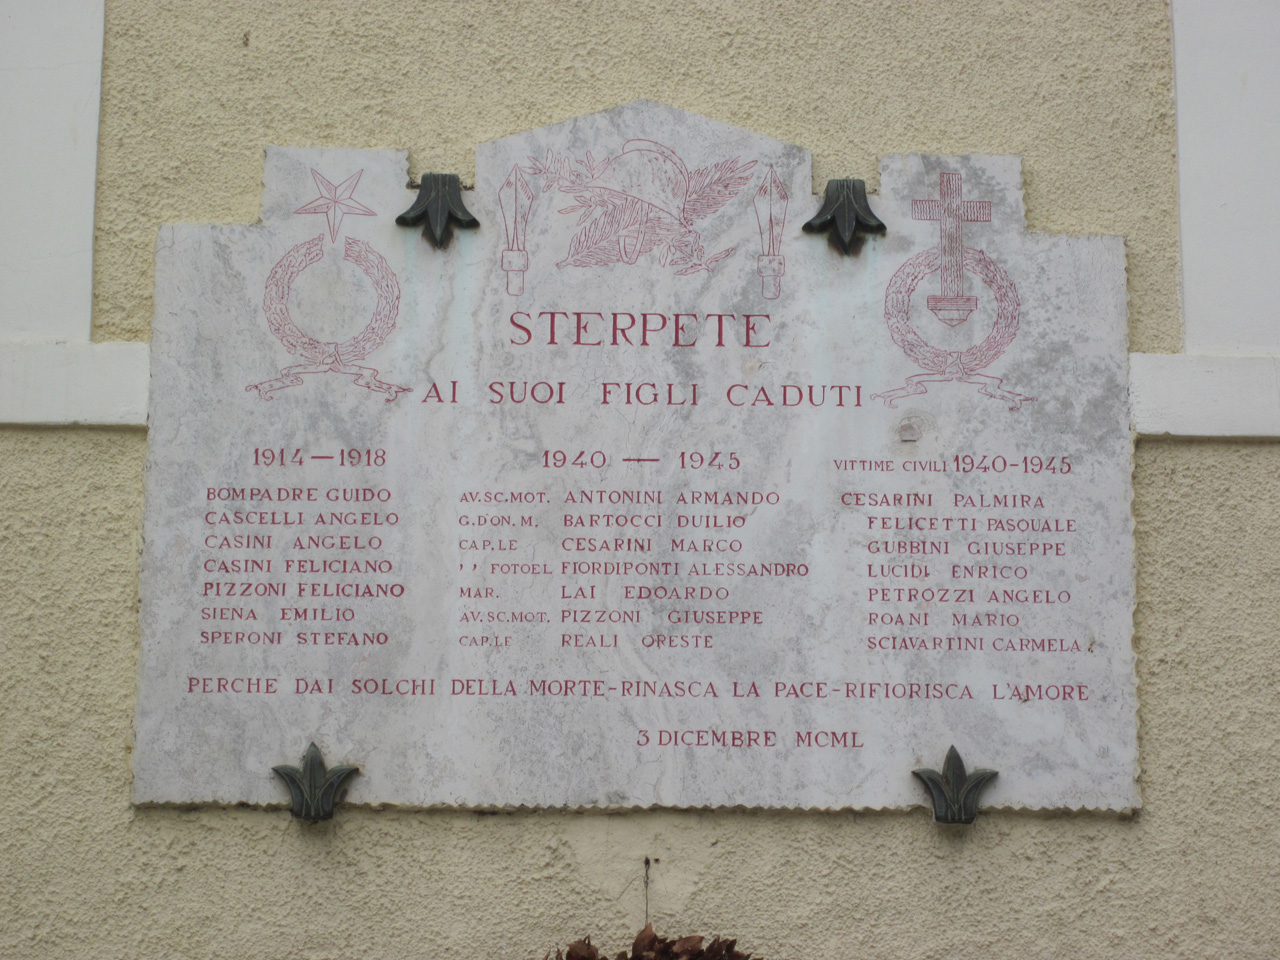 STERPETE
AI SUOI FIGLI CADUTI
1914-1918
BOMPADRE GUIDO
CASCELLI ANGELO
CASINI ANGELO
CASINI FELICIANO
PIZZONI FELICIANO
SIENA EMILIO
SPERONI STEFANO
1940-1945
AV.SC.MOT. ANTONINI ARMANDO
G.D'ON.M. BARTOCCI DUILIO
CAP.LE CESARINI MARCO
,, FOTOEL FIORDIPONTI ALESSANDRO
MAR. LAI EDOARDO
AV.SC.MOT. PIZZONI GIUSEPPE
CAP.LE REALI ORESTE
VITTIME CIVILI 1940-1945
CESARINI PALMIRA
FELICETTI PASQUALE
GUBBINI GIUSEPPE
LUCIDI ENRICO
PETROZZI ANGELO
ROANI MARIO
SCIAVARTINI CARMELA
PERCHE DAI SOLCHI DELLA MORTE-RINASCA LA PACE-RIFIORISCA L'AMORE
3 DICEMBRE MCML